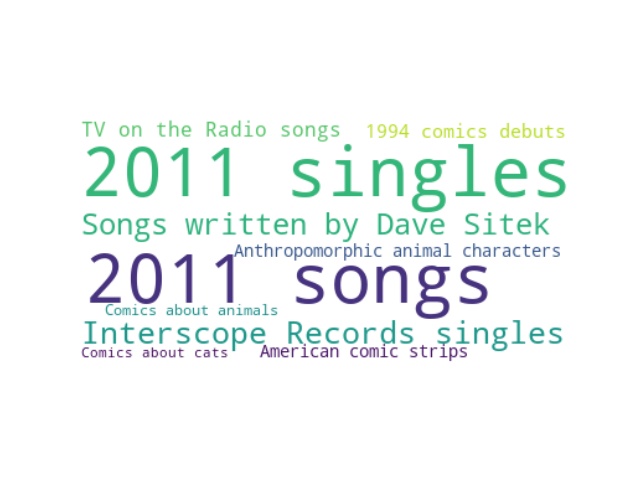 TV on the Radio songs
1994 comics debuts
2011 singles
Songs written by Dave Sitek
Anthropomorphic animal characters
2011 songs
Comics about animals
Interscope Records singles
Comics about cats
American comic strips